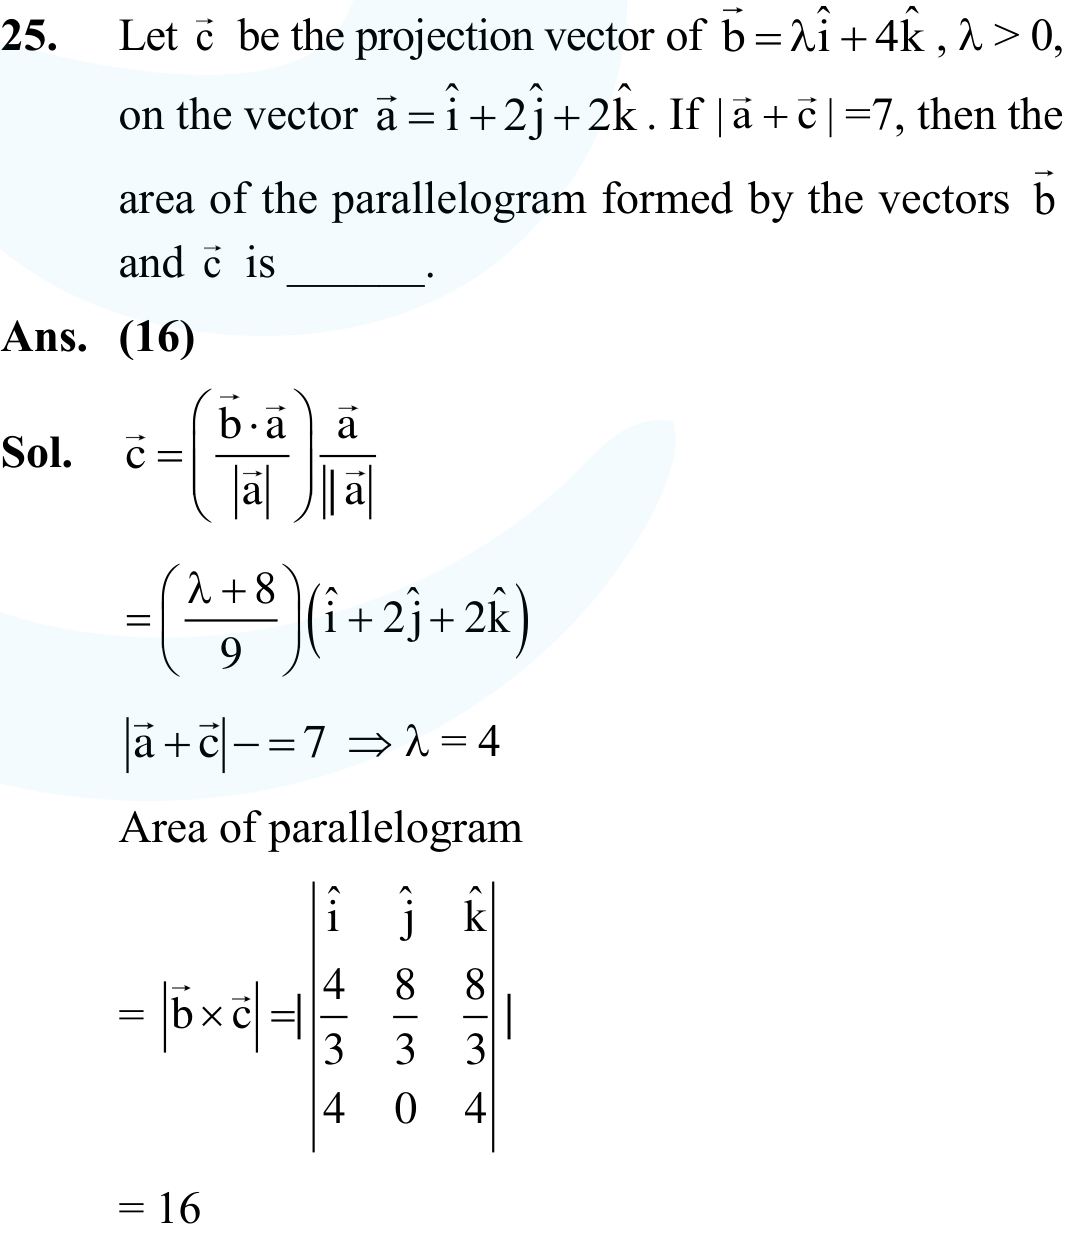 25. Let $\vec{c}$ be the projection vector of $\vec{b} = \lambda\hat{i} + 4\hat{k}$ , $\lambda > 0$,
on the vector $\vec{a} = \hat{i} + 2\hat{j} + 2\hat{k}$ . If $|\vec{a} + \vec{c}| = 7$, then the
area of the parallelogram formed by the vectors $\vec{b}$
and $\vec{c}$ is ______.
Ans. (16)
Sol. $\vec{c} = \left(\frac{\vec{b} \cdot \vec{a}}{|\vec{a}|}\right)\frac{\vec{a}}{||\vec{a}|}$
$= \left(\frac{\lambda + 8}{9}\right)\left(\hat{i} + 2\hat{j} + 2\hat{k}\right)$
$|\vec{a} + \vec{c}| - = 7 \Rightarrow \lambda = 4$
Area of parallelogram
$= |\vec{b} \times \vec{c}| = |\begin{vmatrix} \hat{i} & \hat{j} & \hat{k} \\ \frac{4}{3} & \frac{8}{3} & \frac{8}{3} \\ 4 & 0 & 4 \end{vmatrix}|$
$= 16$